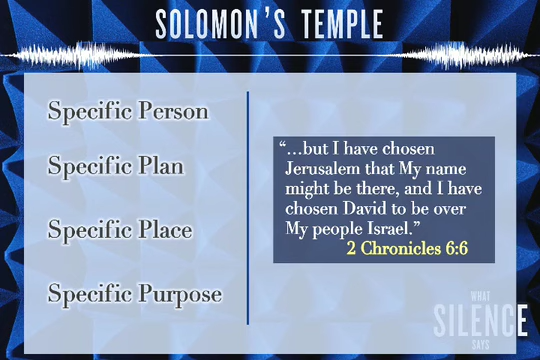 SOLOMON'S TEMPLE
Specific Person
Specific Plan
Specific Place
Specific Purpose
“...but I have chosen
Jerusalem that My name
might be there, and I have
chosen David to be over
My people Israel.”
2 Chronicles 6:6
WHAT
SILENCE
SAYS